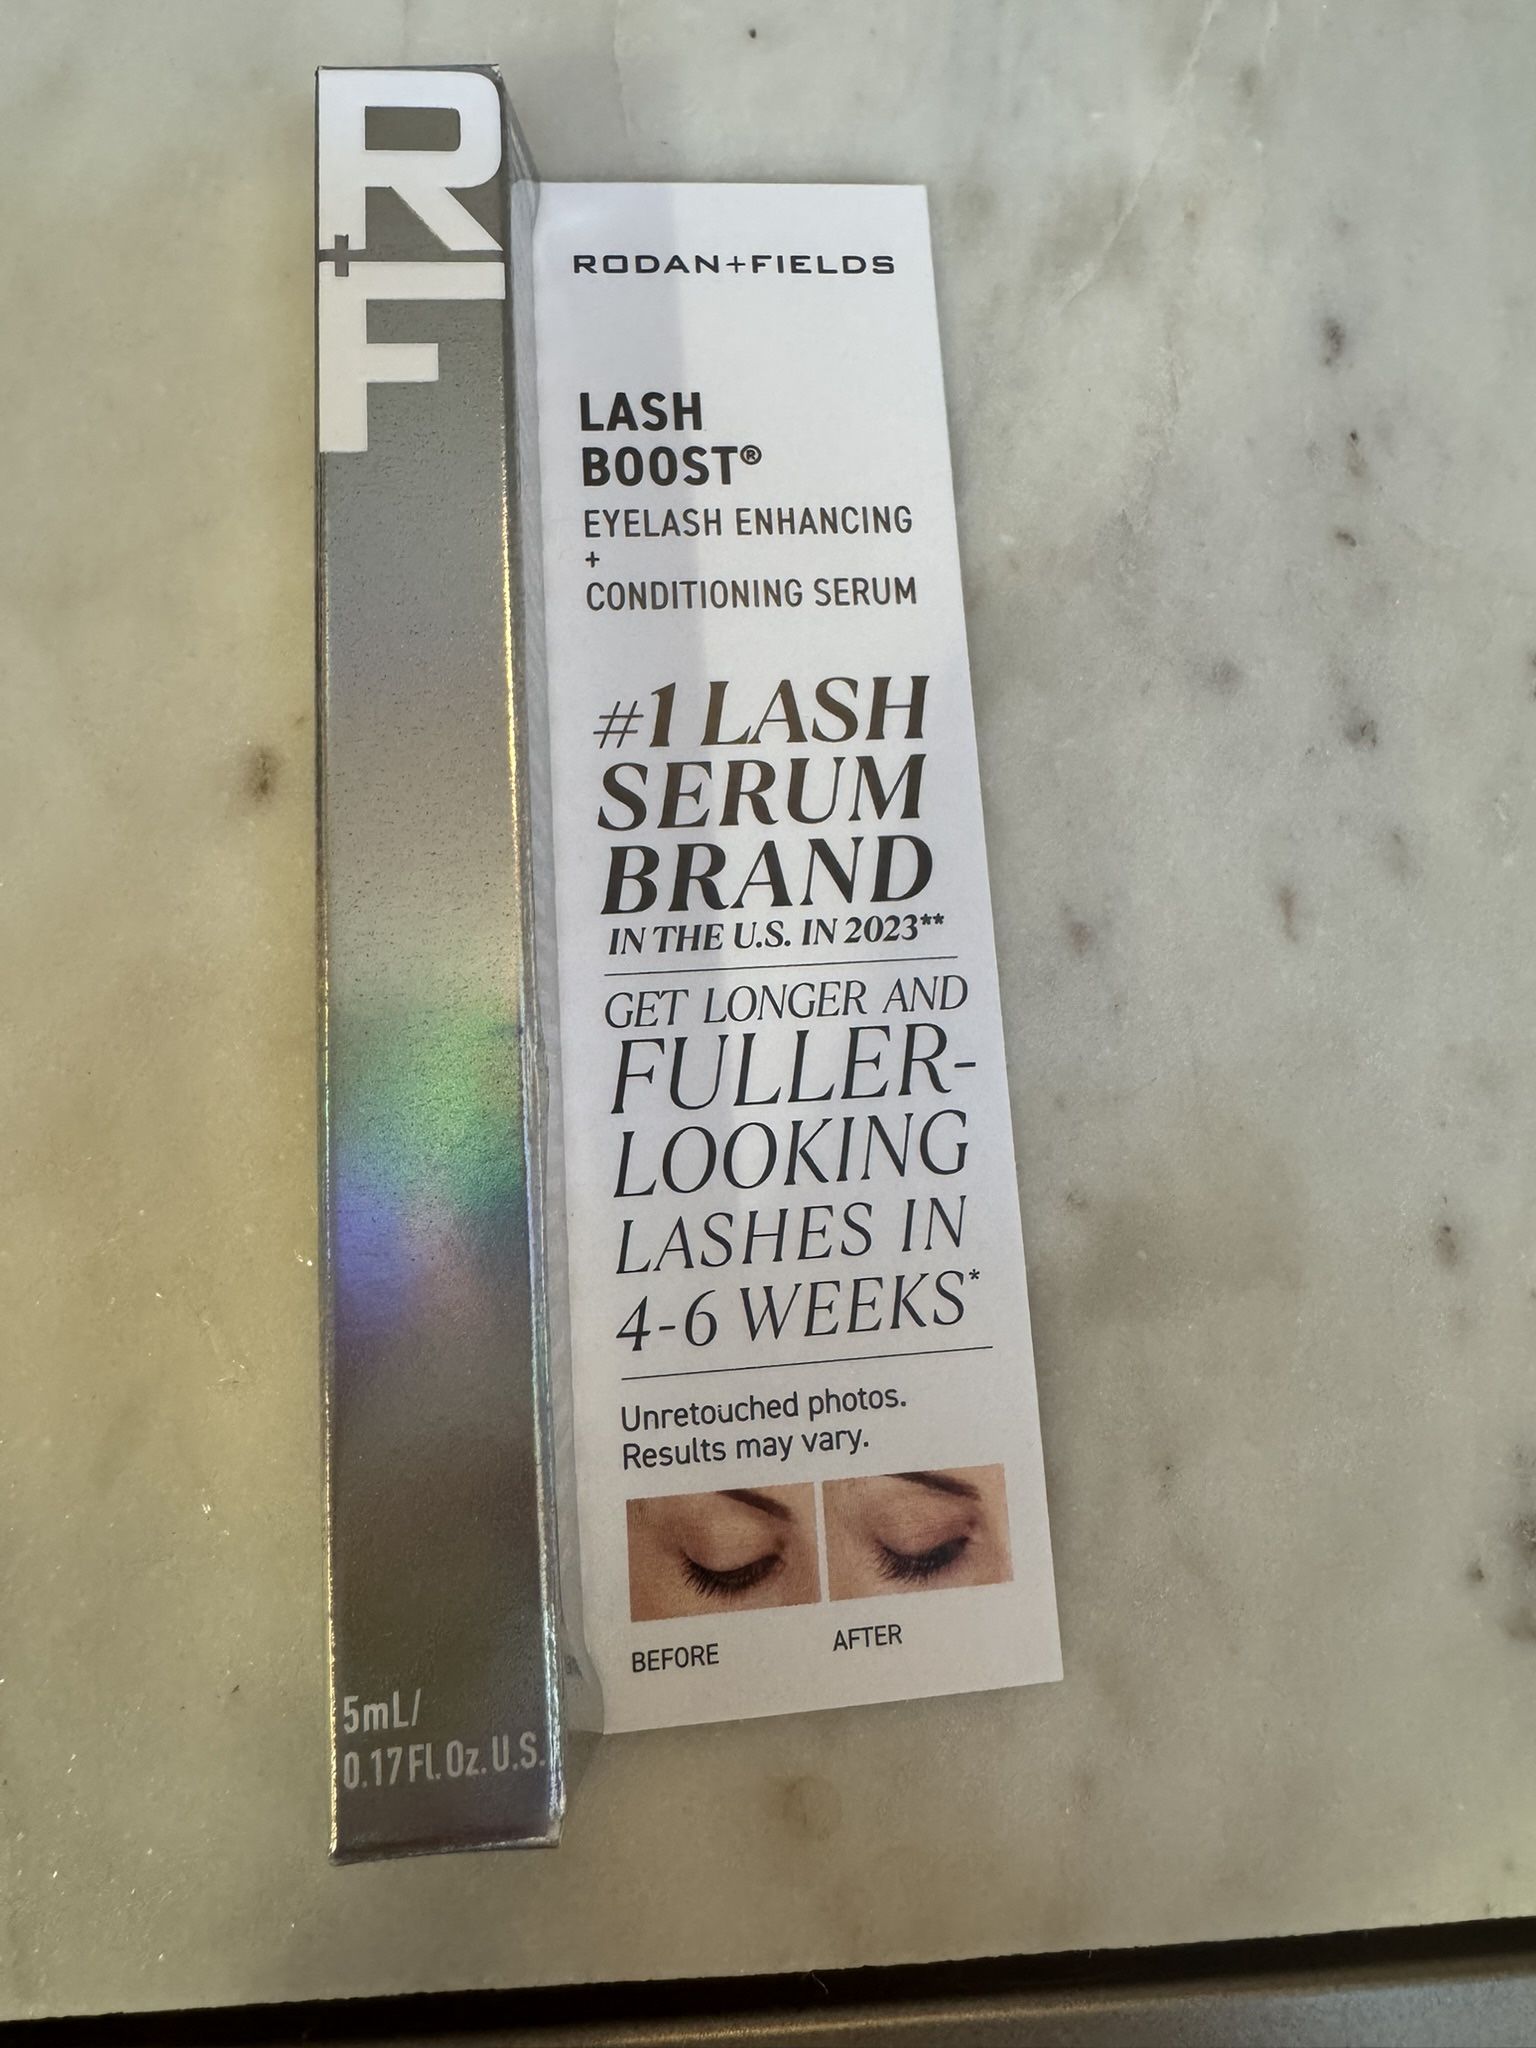 R
+
F
5mL/
0.17 Fl. Oz. U.S.
RODAN+FIELDS
LASH
BOOST®
EYELASH ENHANCING
+
CONDITIONING SERUM
#1 LASH
SERUM
BRAND
IN THE U.S. IN 2023**
GET LONGER AND
FULLER-
LOOKING
LASHES IN
4-6 WEEKS*
Unretouched photos.
Results may vary.
BEFORE
AFTER